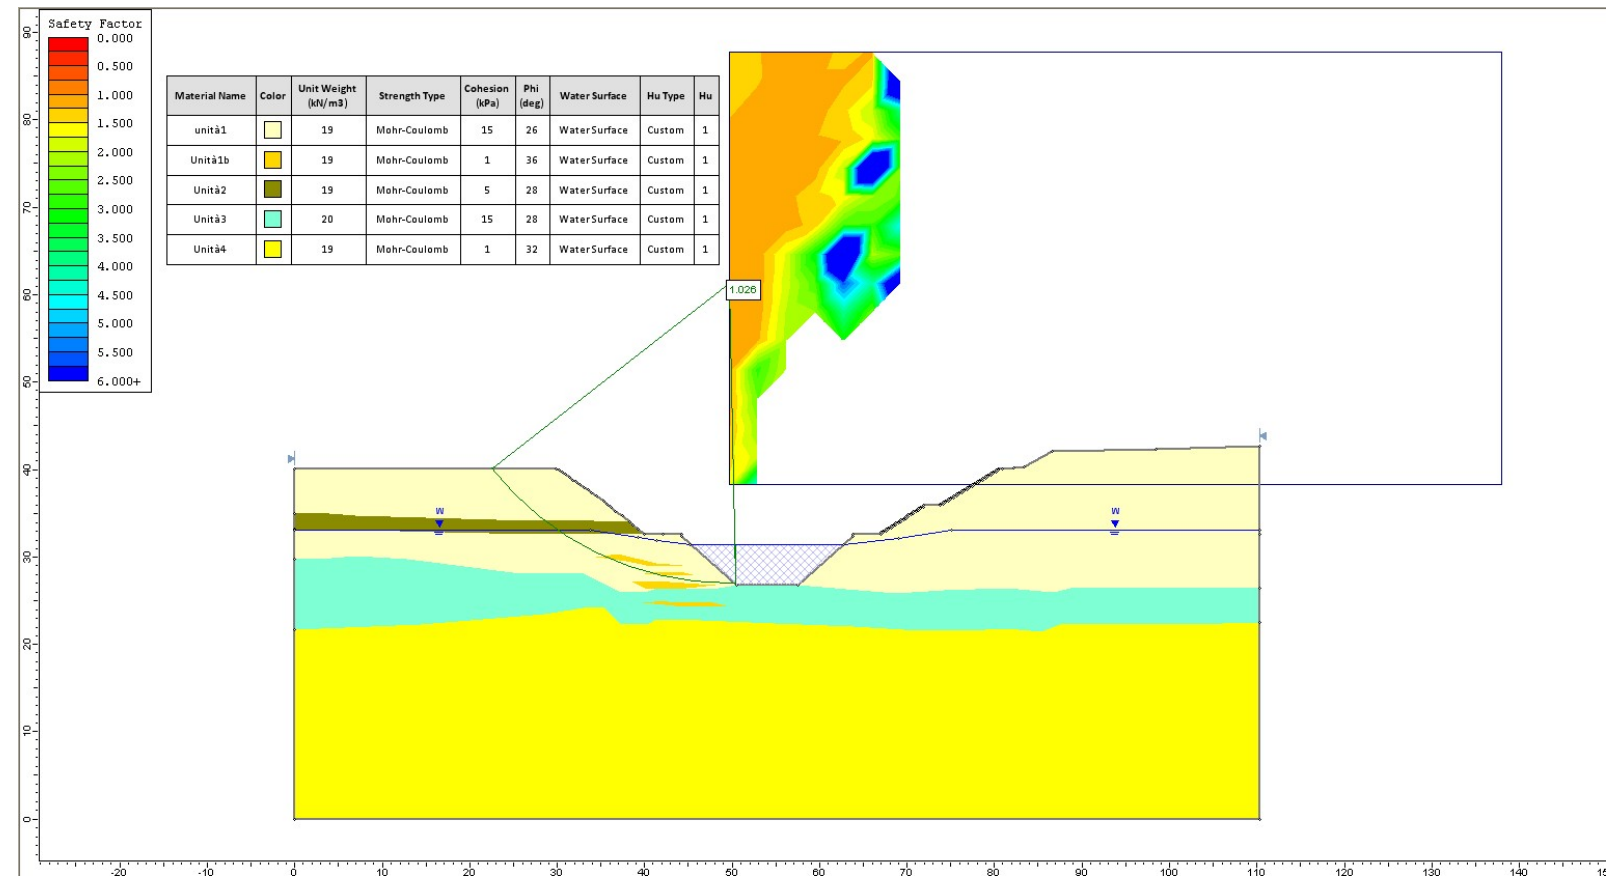 Safety Factor
0.000
0.500
1.000
1.500
2.000
2.500
3.000
3.500
4.000
4.500
5.000
5.500
6.000+
Material Name Color Unit Weight (kN/m3) Strength Type Cohesion (kPa) Phi (deg) Water Surface Hu Type Hu
unità1 19 Mohr-Coulomb 15 26 Water Surface Custom 1
Unità1b 19 Mohr-Coulomb 1 36 Water Surface Custom 1
Unità2 19 Mohr-Coulomb 5 28 Water Surface Custom 1
Unità3 20 Mohr-Coulomb 15 28 Water Surface Custom 1
Unità4 19 Mohr-Coulomb 1 32 Water Surface Custom 1
1.026
W
W
90
80
70
60
50
40
30
20
10
0
-20 -10 0 10 20 30 40 50 60 70 80 90 100 110 120 130 140